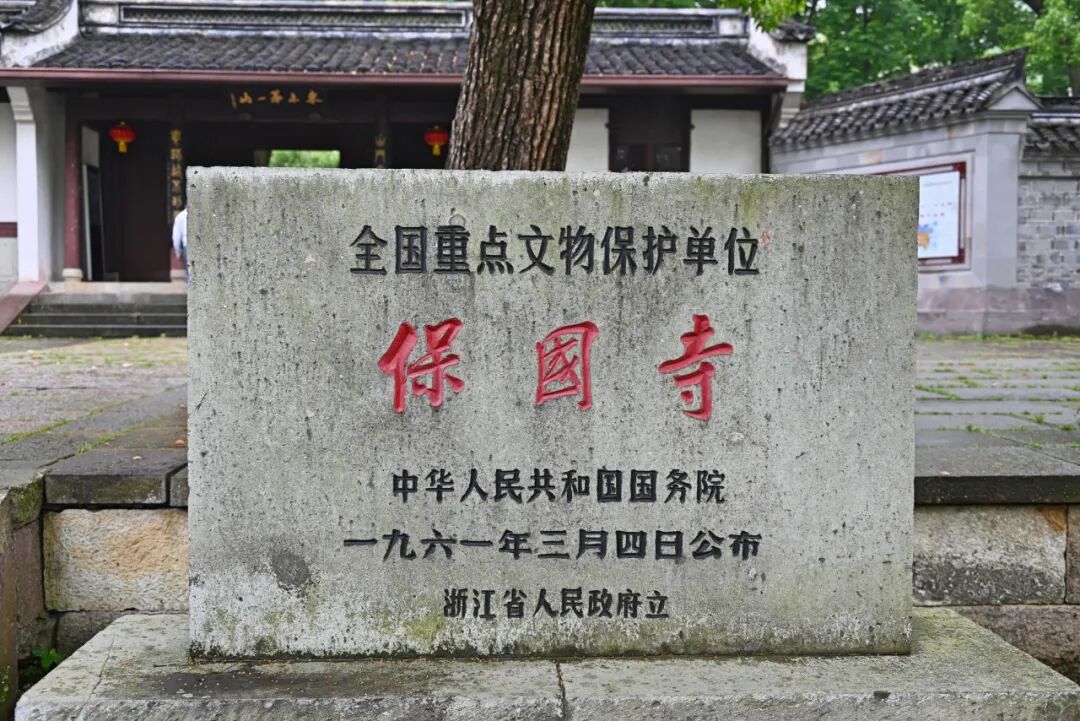 全国重点文物保护单位
保國寺
中华人民共和国国务院
一九六一年三月四日公布
浙江省人民政府立